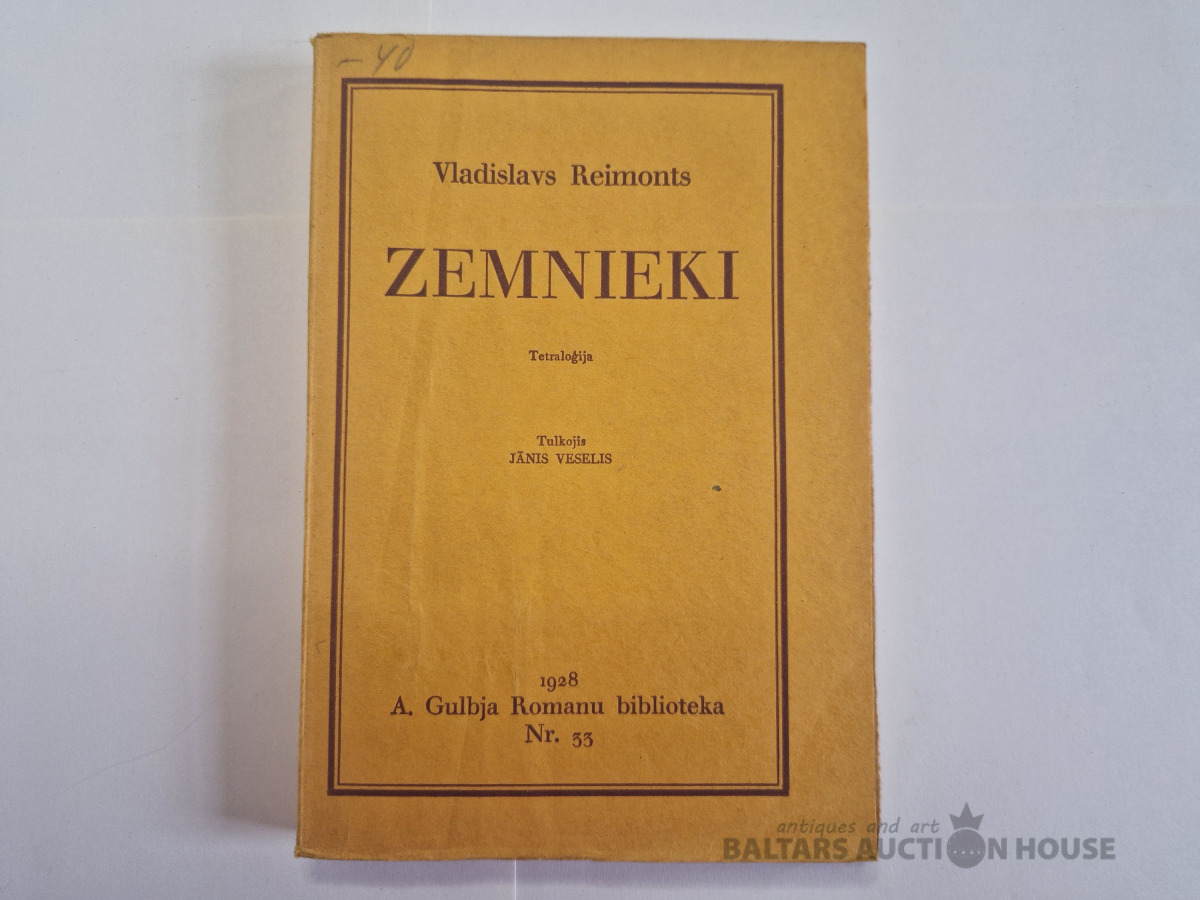 – 40
Vladislavs Reimonts
ZEMNIEKI
Tetraloģija
Tulkojis
JĀNIS VESELIS
1928
A. Gulbja Romanu biblioteka
Nr. 33
antiques and art
BALTARS AUCTION HOUSE